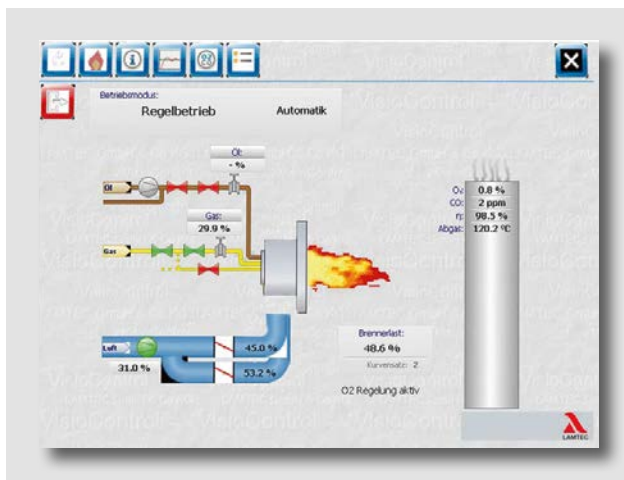 Betriebsmodus:
Regelbetrieb Automatik
Öl:
- %
Öl
Gas:
29.9 %
Gas
Luft
31.0 %
45.0 %
53.2 %
O₂: 0.8 %
CO: 2 ppm
η: 98.5 %
Abgas: 120.2 °C
Brennerlast:
48.6 %
Kurvensatz: 2
O2 Regelung aktiv
LAMTEC